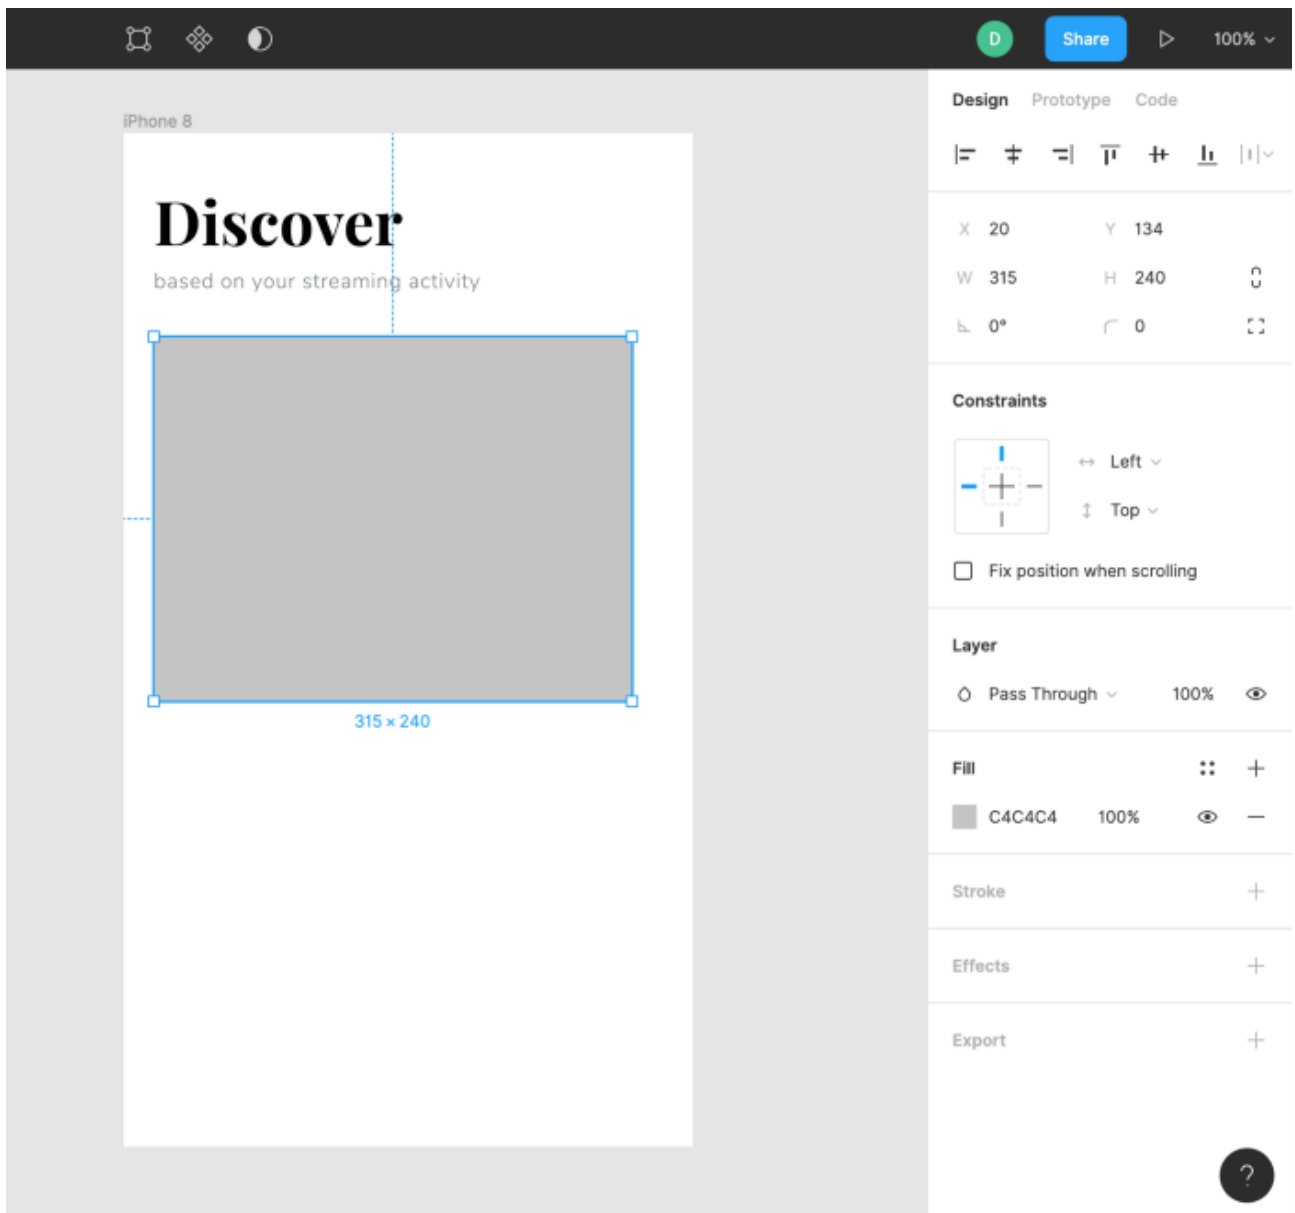 D Share 100%
Design Prototype Code
iPhone 8
Discover
based on your streaming activity
315 × 240
X 20 Y 134
W 315 H 240
0° 0
Constraints
Left
Top
Fix position when scrolling
Layer
Pass Through 100%
Fill
C4C4C4 100%
Stroke
Effects
Export
?